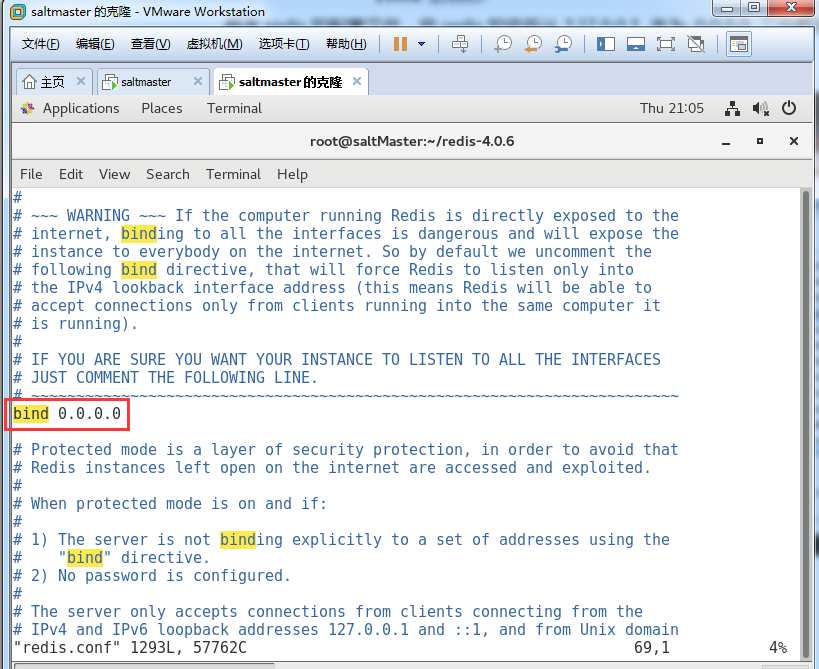 saltmaster 的克隆 - VMware Workstation
文件(F) 编辑(E) 查看(V) 虚拟机(M) 选项卡(T) 帮助(H)
主页 saltmaster saltmaster 的克隆
Applications Places Terminal Thu 21:05
root@saltMaster:~/redis-4.0.6
File Edit View Search Terminal Help
#
# ~~~ WARNING ~~~ If the computer running Redis is directly exposed to the
# internet, binding to all the interfaces is dangerous and will expose the
# instance to everybody on the internet. So by default we uncomment the
# following bind directive, that will force Redis to listen only into
# the IPv4 lookback interface address (this means Redis will be able to
# accept connections only from clients running into the same computer it
# is running).
#
# IF YOU ARE SURE YOU WANT YOUR INSTANCE TO LISTEN TO ALL THE INTERFACES
# JUST COMMENT THE FOLLOWING LINE.
# ~~~~~~~~~~~~~~~~~~~~~~~~~~~~~~~~~~~~~~~~~~~~~~~~~~~~~~~~~~~~~~~~~~~~~~~~
bind 0.0.0.0
# Protected mode is a layer of security protection, in order to avoid that
# Redis instances left open on the internet are accessed and exploited.
#
# When protected mode is on and if:
#
# 1) The server is not binding explicitly to a set of addresses using the
#    "bind" directive.
# 2) No password is configured.
#
# The server only accepts connections from clients connecting from the
# IPv4 and IPv6 loopback addresses 127.0.0.1 and ::1, and from Unix domain
"redis.conf" 1293L, 57762C 69,1 4%